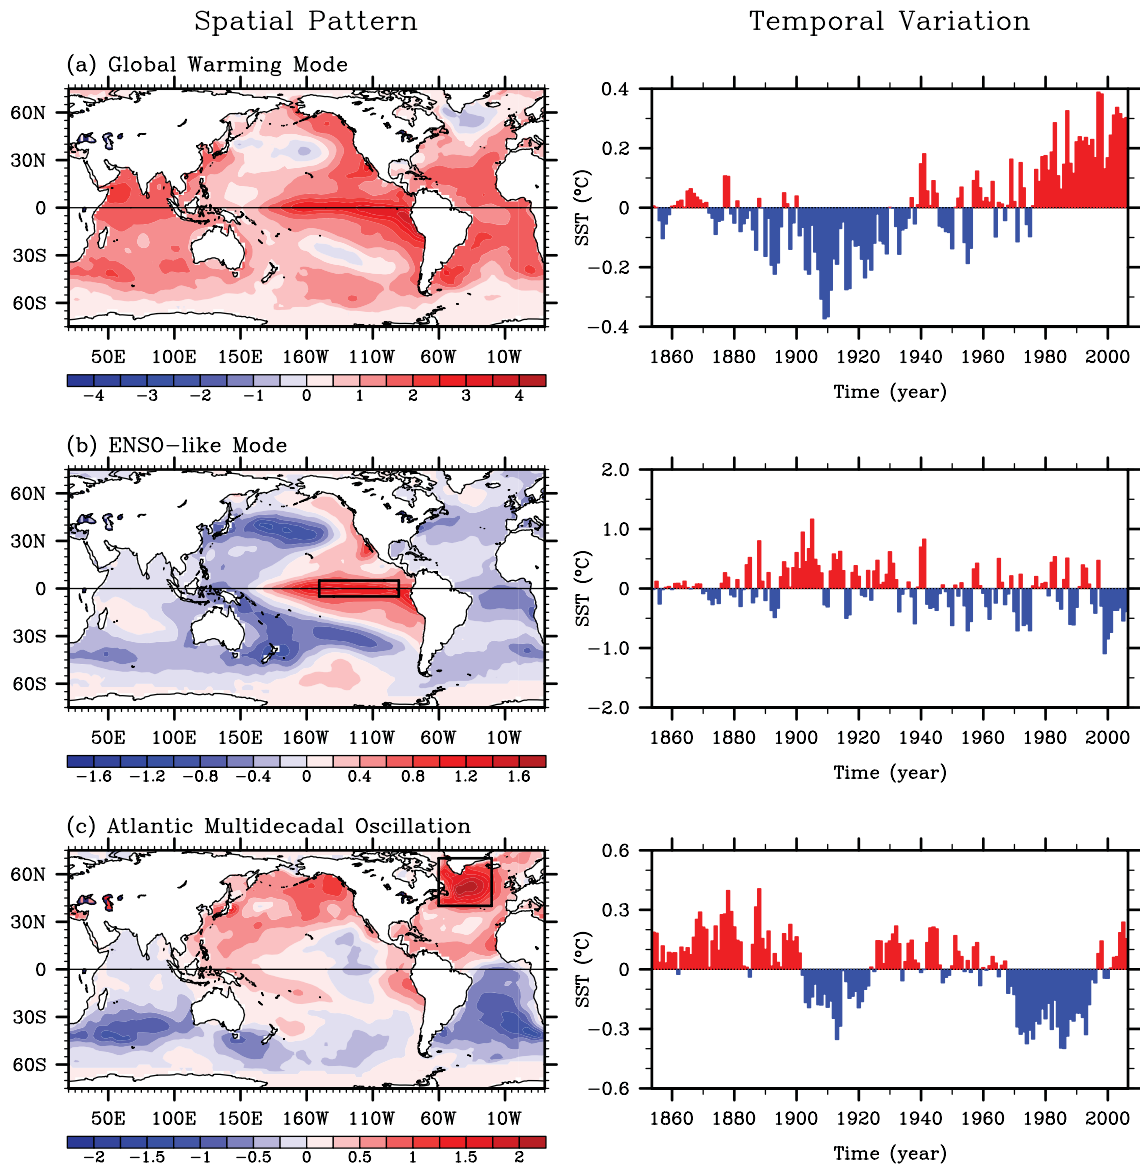 Spatial Pattern
Temporal Variation
(a) Global Warming Mode
60N
30N
0
30S
60S
50E 100E 150E 160W 110W 60W 10W
−4 −3 −2 −1 0 1 2 3 4
SST (°C)
0.4
0.2
0
−0.2
−0.4
1860 1880 1900 1920 1940 1960 1980 2000
Time (year)
(b) ENSO−like Mode
60N
30N
0
30S
60S
50E 100E 150E 160W 110W 60W 10W
−1.6 −1.2 −0.8 −0.4 0 0.4 0.8 1.2 1.6
SST (°C)
2.0
1.0
0
−1.0
−2.0
1860 1880 1900 1920 1940 1960 1980 2000
Time (year)
(c) Atlantic Multidecadal Oscillation
60N
30N
0
30S
60S
50E 100E 150E 160W 110W 60W 10W
−2 −1.5 −1 −0.5 0 0.5 1 1.5 2
SST (°C)
0.6
0.3
0
−0.3
−0.6
1860 1880 1900 1920 1940 1960 1980 2000
Time (year)